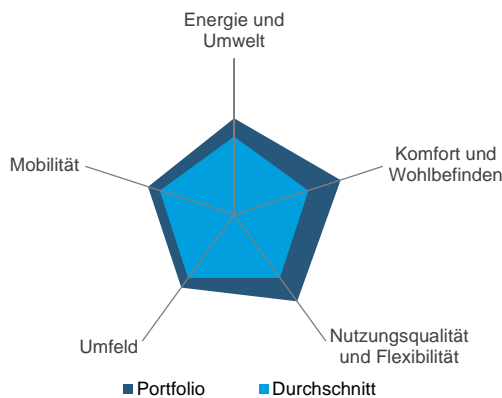 Energie und
Umwelt
Mobilität
Komfort und
Wohlbefinden
Umfeld
Nutzungsqualität
und Flexibilität
Portfolio
Durchschnitt